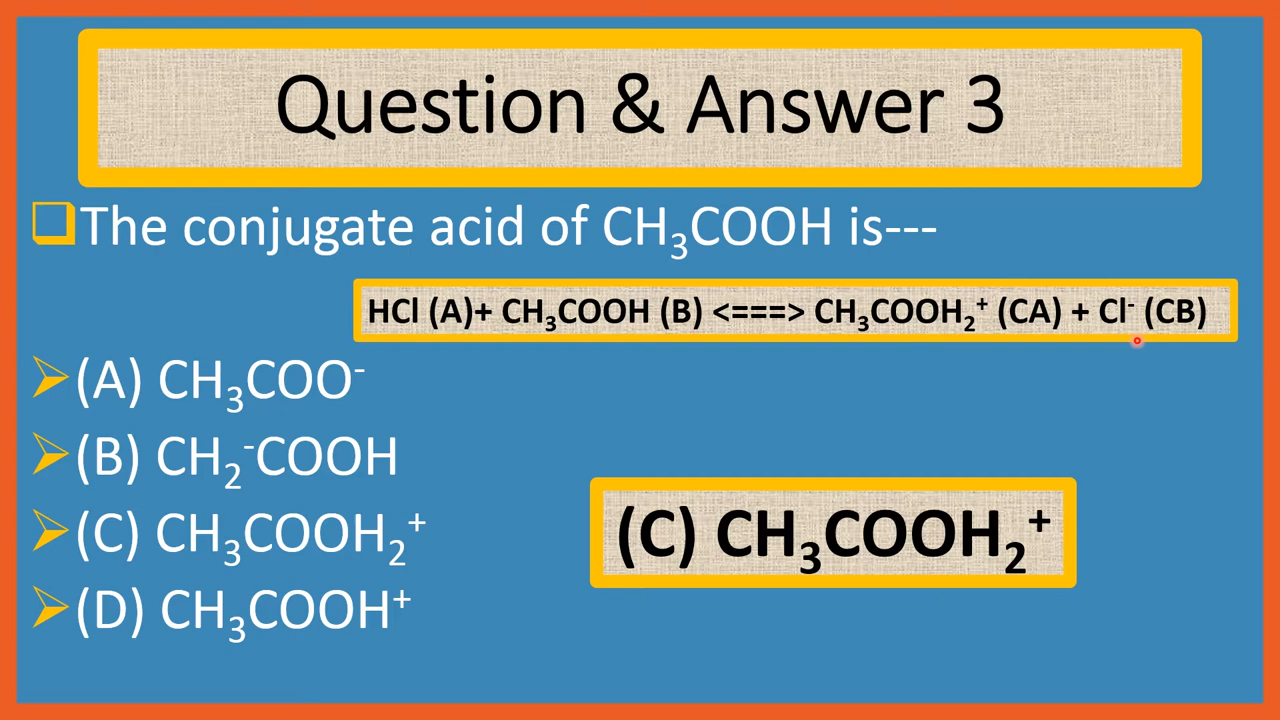 Question & Answer 3
The conjugate acid of CH₃COOH is---
HCl (A)+ CH₃COOH (B) <===> CH₃COOH₂⁺ (CA) + Cl⁻ (CB)
(A) CH₃COO⁻
(B) CH₂⁻COOH
(C) CH₃COOH₂⁺
(C) CH₃COOH₂⁺
(D) CH₃COOH⁺